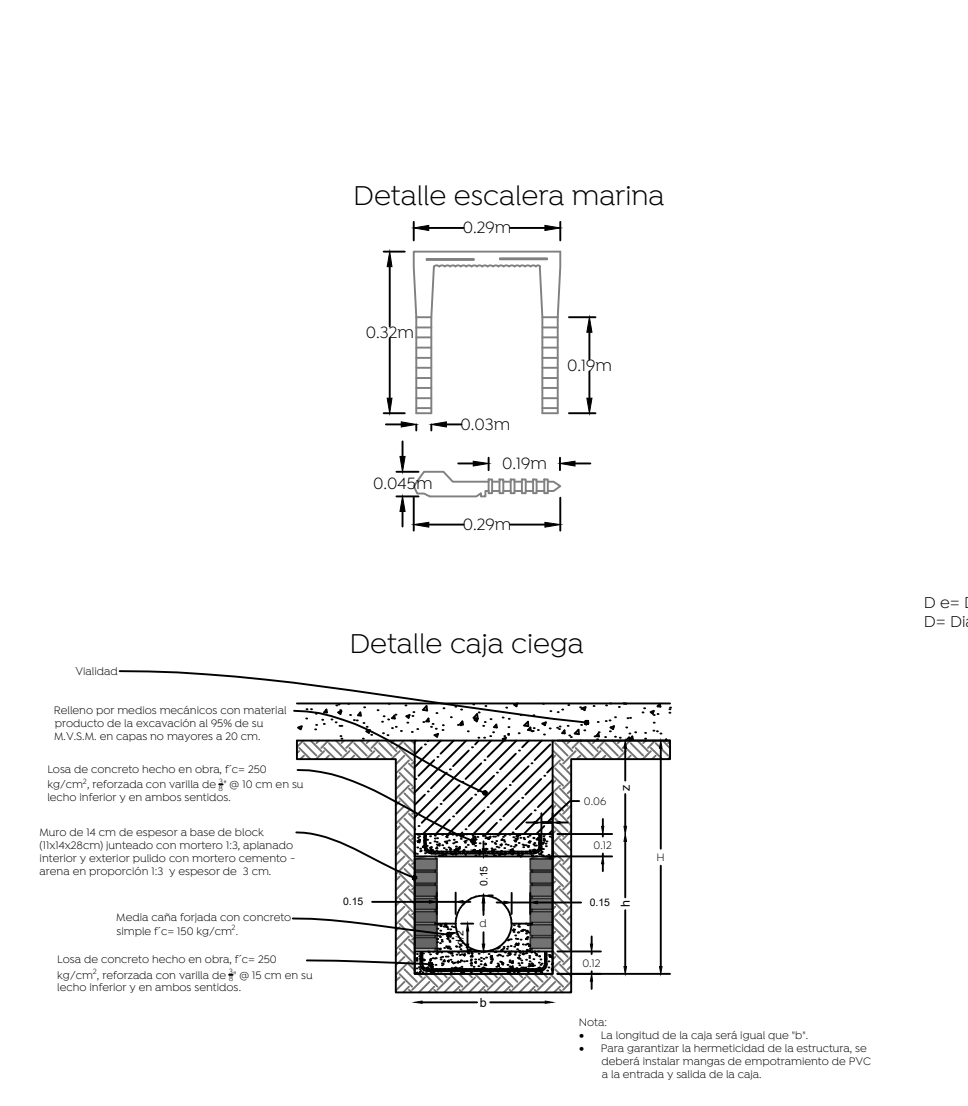 Detalle escalera marina
0.29m
0.32m
0.19m
0.03m
0.19m
0.045m
0.29m
D e= D
D= Dia
Detalle caja ciega
Vialidad
Relleno por medios mecánicos con material
producto de la excavación al 95% de su
M.V.S.M. en capas no mayores a 20 cm.
Losa de concreto hecho en obra, f´c= 250
kg/cm², reforzada con varilla de 3/8" @ 10 cm en su
lecho inferior y en ambos sentidos.
Muro de 14 cm de espesor a base de block
(11x14x28cm) junteado con mortero 1:3, aplanado
interior y exterior pulido con mortero cemento -
arena en proporción 1:3 y espesor de 3 cm.
Media caña forjada con concreto
simple f´c= 150 kg/cm².
Losa de concreto hecho en obra, f´c= 250
kg/cm², reforzada con varilla de 3/8" @ 15 cm en su
lecho inferior y en ambos sentidos.
z
0.06
0.12
H
0.15
0.15
0.15
h
d
0.12
b
Nota:
• La longitud de la caja será igual que "b".
• Para garantizar la hermeticidad de la estructura, se
deberá instalar mangas de empotramiento de PVC
a la entrada y salida de la caja.